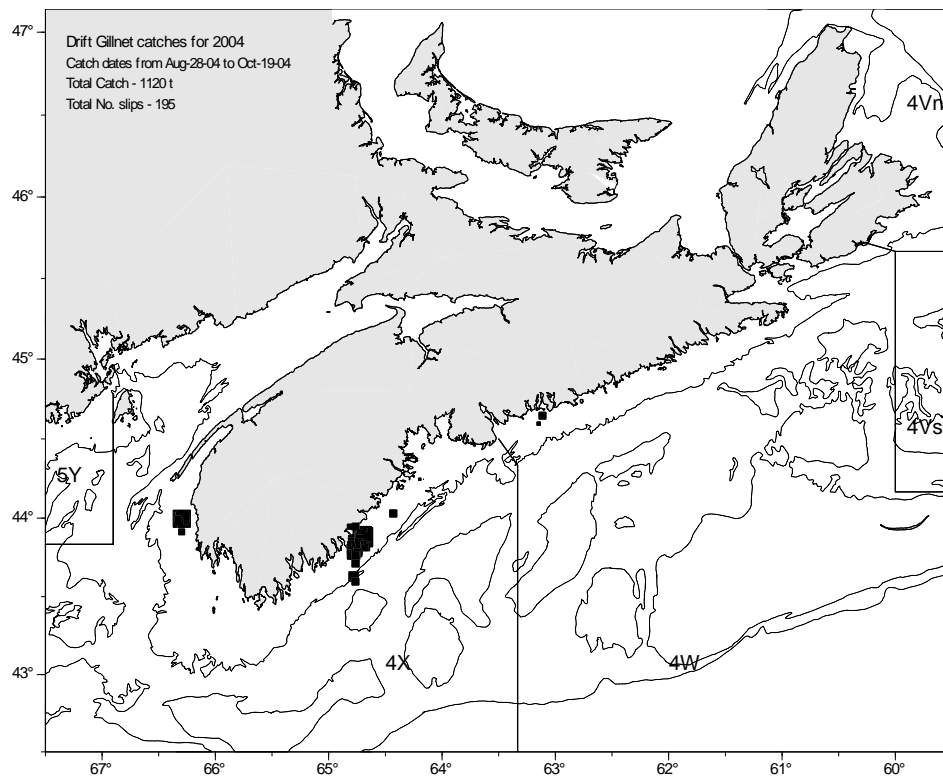 47°
Drift Gillnet catches for 2004
Catch dates from Aug-28-04 to Oct-19-04
Total Catch - 1120 t
Total No. slips - 195
4Vn
46°
45°
4Vs
5Y
44°
4X
4W
43°
67°
66°
65°
64°
63°
62°
61°
60°